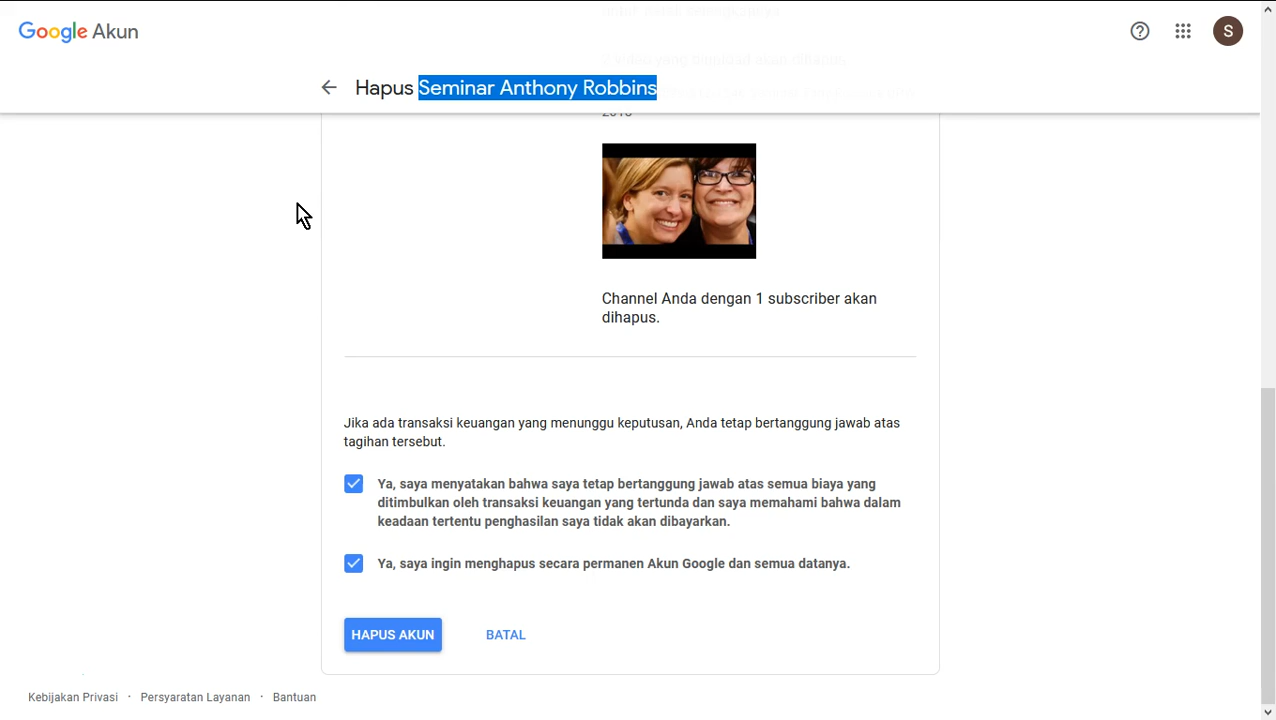 Google Akun
S
Hapus Seminar Anthony Robbins
Channel Anda dengan 1 subscriber akan
dihapus.
Jika ada transaksi keuangan yang menunggu keputusan, Anda tetap bertanggung jawab atas
tagihan tersebut.
Ya, saya menyatakan bahwa saya tetap bertanggung jawab atas semua biaya yang
ditimbulkan oleh transaksi keuangan yang tertunda dan saya memahami bahwa dalam
keadaan tertentu penghasilan saya tidak akan dibayarkan.
Ya, saya ingin menghapus secara permanen Akun Google dan semua datanya.
HAPUS AKUN
BATAL
Kebijakan Privasi · Persyaratan Layanan · Bantuan